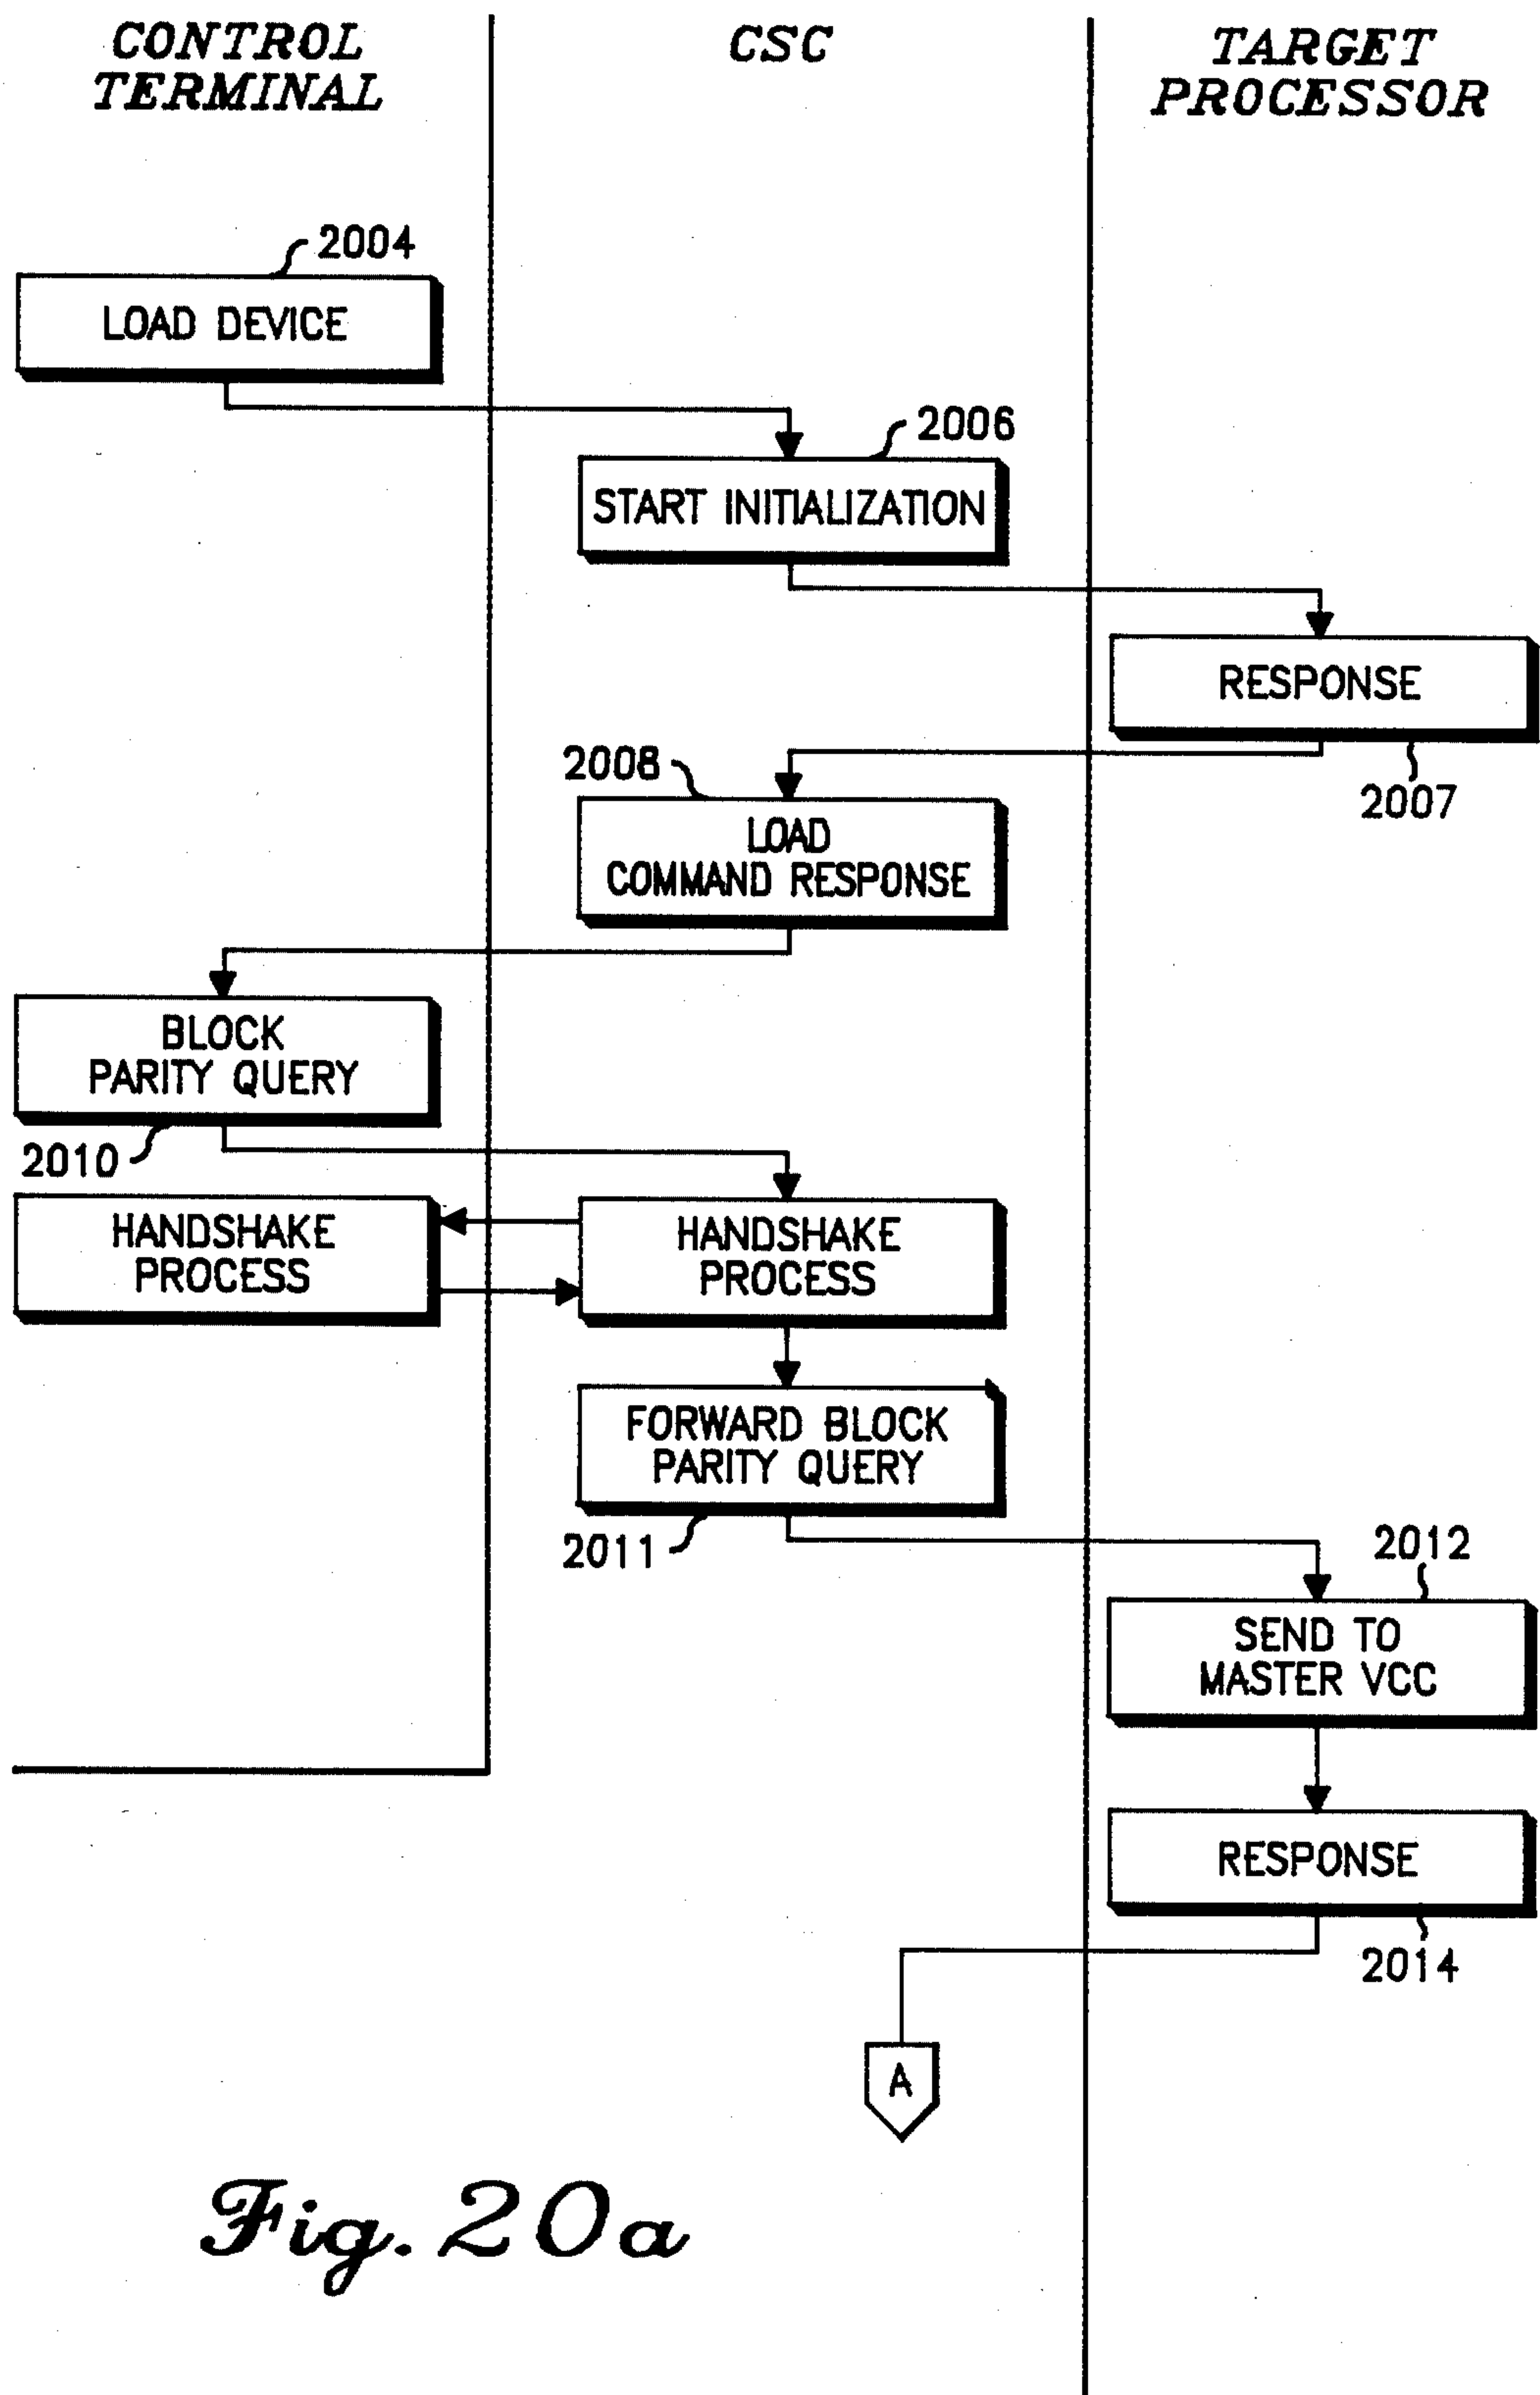 CONTROL
TERMINAL
CSC
TARGET
PROCESSOR
2004
LOAD DEVICE
2006
START INITIALIZATION
RESPONSE
2007
2008
LOAD
COMMAND RESPONSE
BLOCK
PARITY QUERY
2010
HANDSHAKE
PROCESS
HANDSHAKE
PROCESS
FORWARD BLOCK
PARITY QUERY
2011
2012
SEND TO
MASTER VCC
RESPONSE
2014
A
Fig. 20a